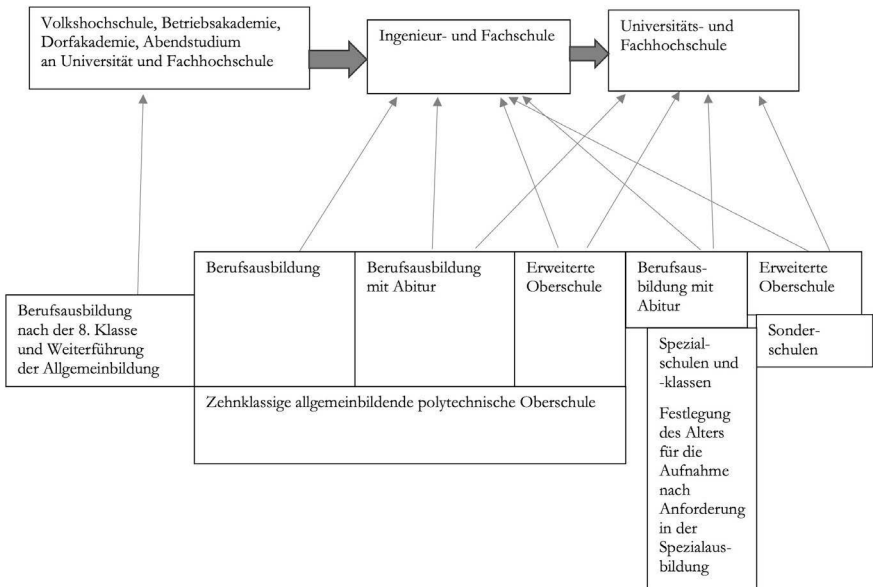 Volkshochschule, Betriebsakademie,
Dorfakademie, Abendstudium
an Universität und Fachhochschule
Ingenieur- und Fachschule
Universitäts- und
Fachhochschule
Berufsausbildung
nach der 8. Klasse
und Weiterführung
der Allgemeinbildung
Berufsausbildung
Berufsausbildung
mit Abitur
Erweiterte
Oberschule
Berufsaus-
bildung mit
Abitur
Erweiterte
Oberschule
Zehnklassige allgemeinbildende polytechnische Oberschule
Spezial-
schulen und
-klassen
Festlegung
des Alters
für die
Aufnahme
nach
Anforderung
in der
Spezialaus-
bildung
Sonder-
schulen